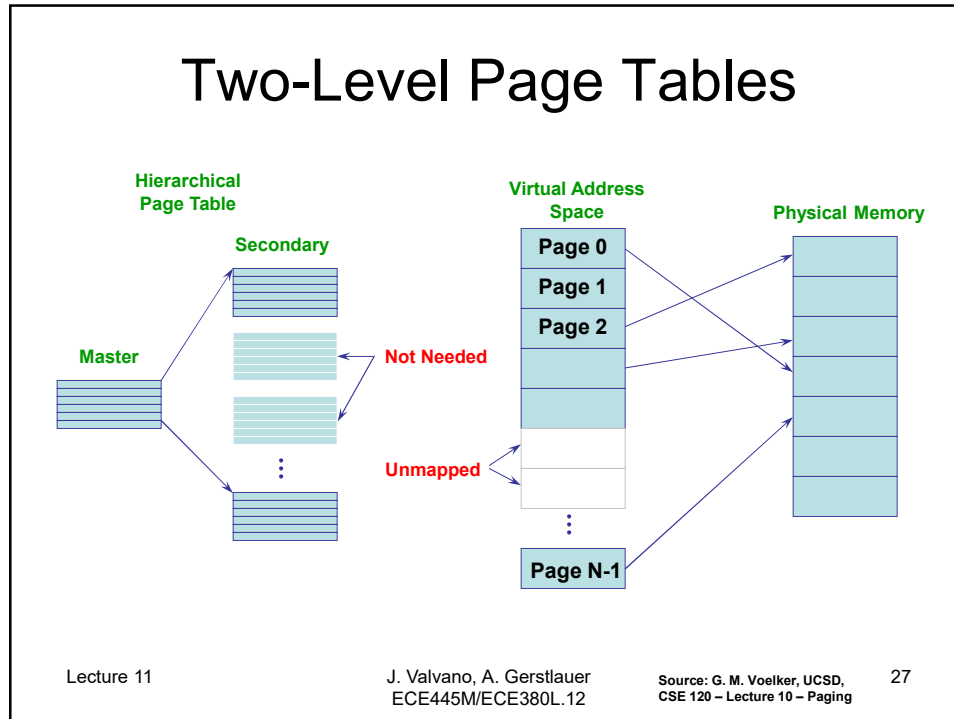 Two-Level Page Tables
Hierarchical
Page Table
Secondary
Master
Not Needed
Unmapped
Virtual Address
Space
Page 0
Page 1
Page 2
Page N-1
Physical Memory
Lecture 11
J. Valvano, A. Gerstlauer
ECE445M/ECE380L.12
Source: G. M. Voelker, UCSD,
CSE 120 – Lecture 10 – Paging
27